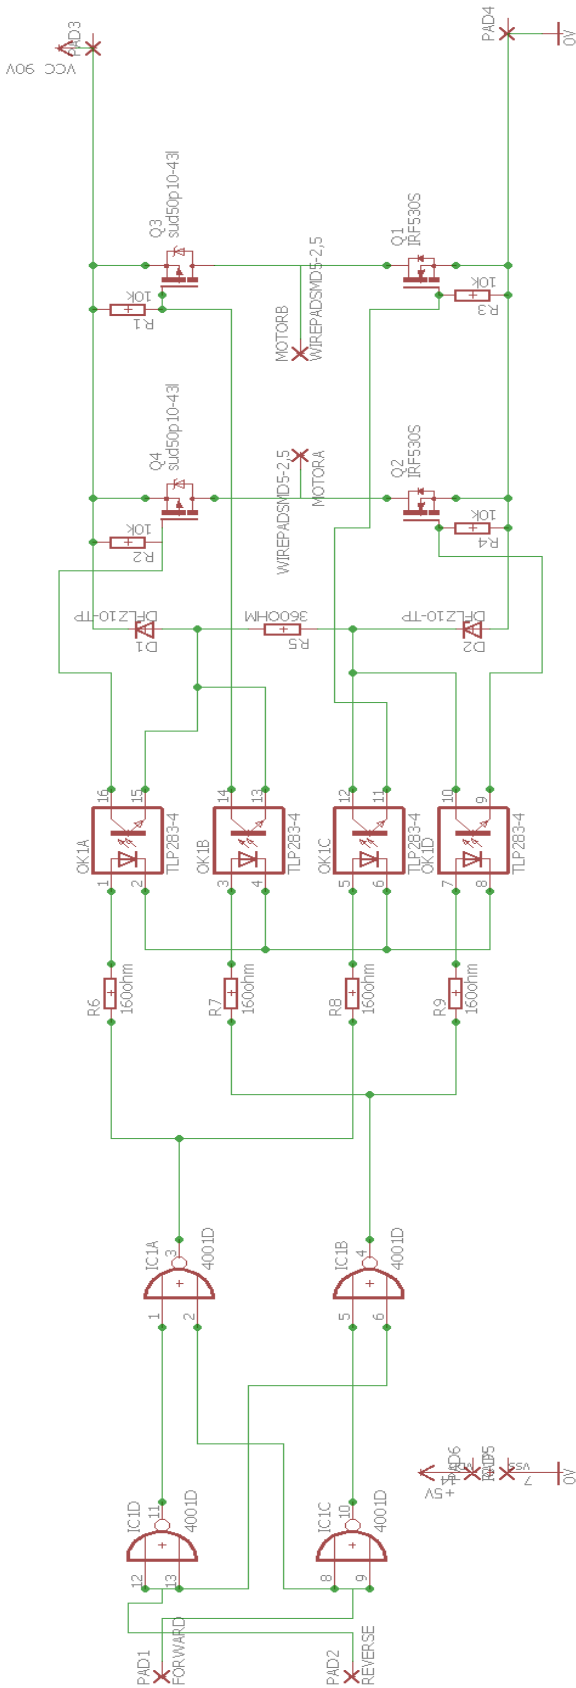 PAD3
VCC 90V
PAD4
0V
Q3
sud50p10-43l
R1
10k
MOTORB
WIREPADSMD5-2,5
Q1
IRF530S
R3
10k
Q4
sud50p10-43l
R2
10k
WIREPADSMD5-2,5
MOTORA
Q2
IRF530S
R4
10k
D1
DFLZ10-TP
R5
360OHM
D2
DFLZ10-TP
16
15
OK1A
TLP283-4
1
2
14
13
OK1B
TLP283-4
3
4
12
11
OK1C
TLP283-4
5
6
10
9
OK1D
TLP283-4
7
8
R6
160ohm
R7
160ohm
R8
160ohm
R9
160ohm
IC1A
3
4001D
1
2
IC1B
4
4001D
5
6
IC1D
11
4001D
12
13
IC1C
10
4001D
8
9
+5V
14
VSS
7
0V
PAD1
FORWARD
PAD2
REVERSE